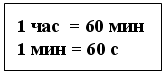 1 час = 60 мин
1 мин = 60 с